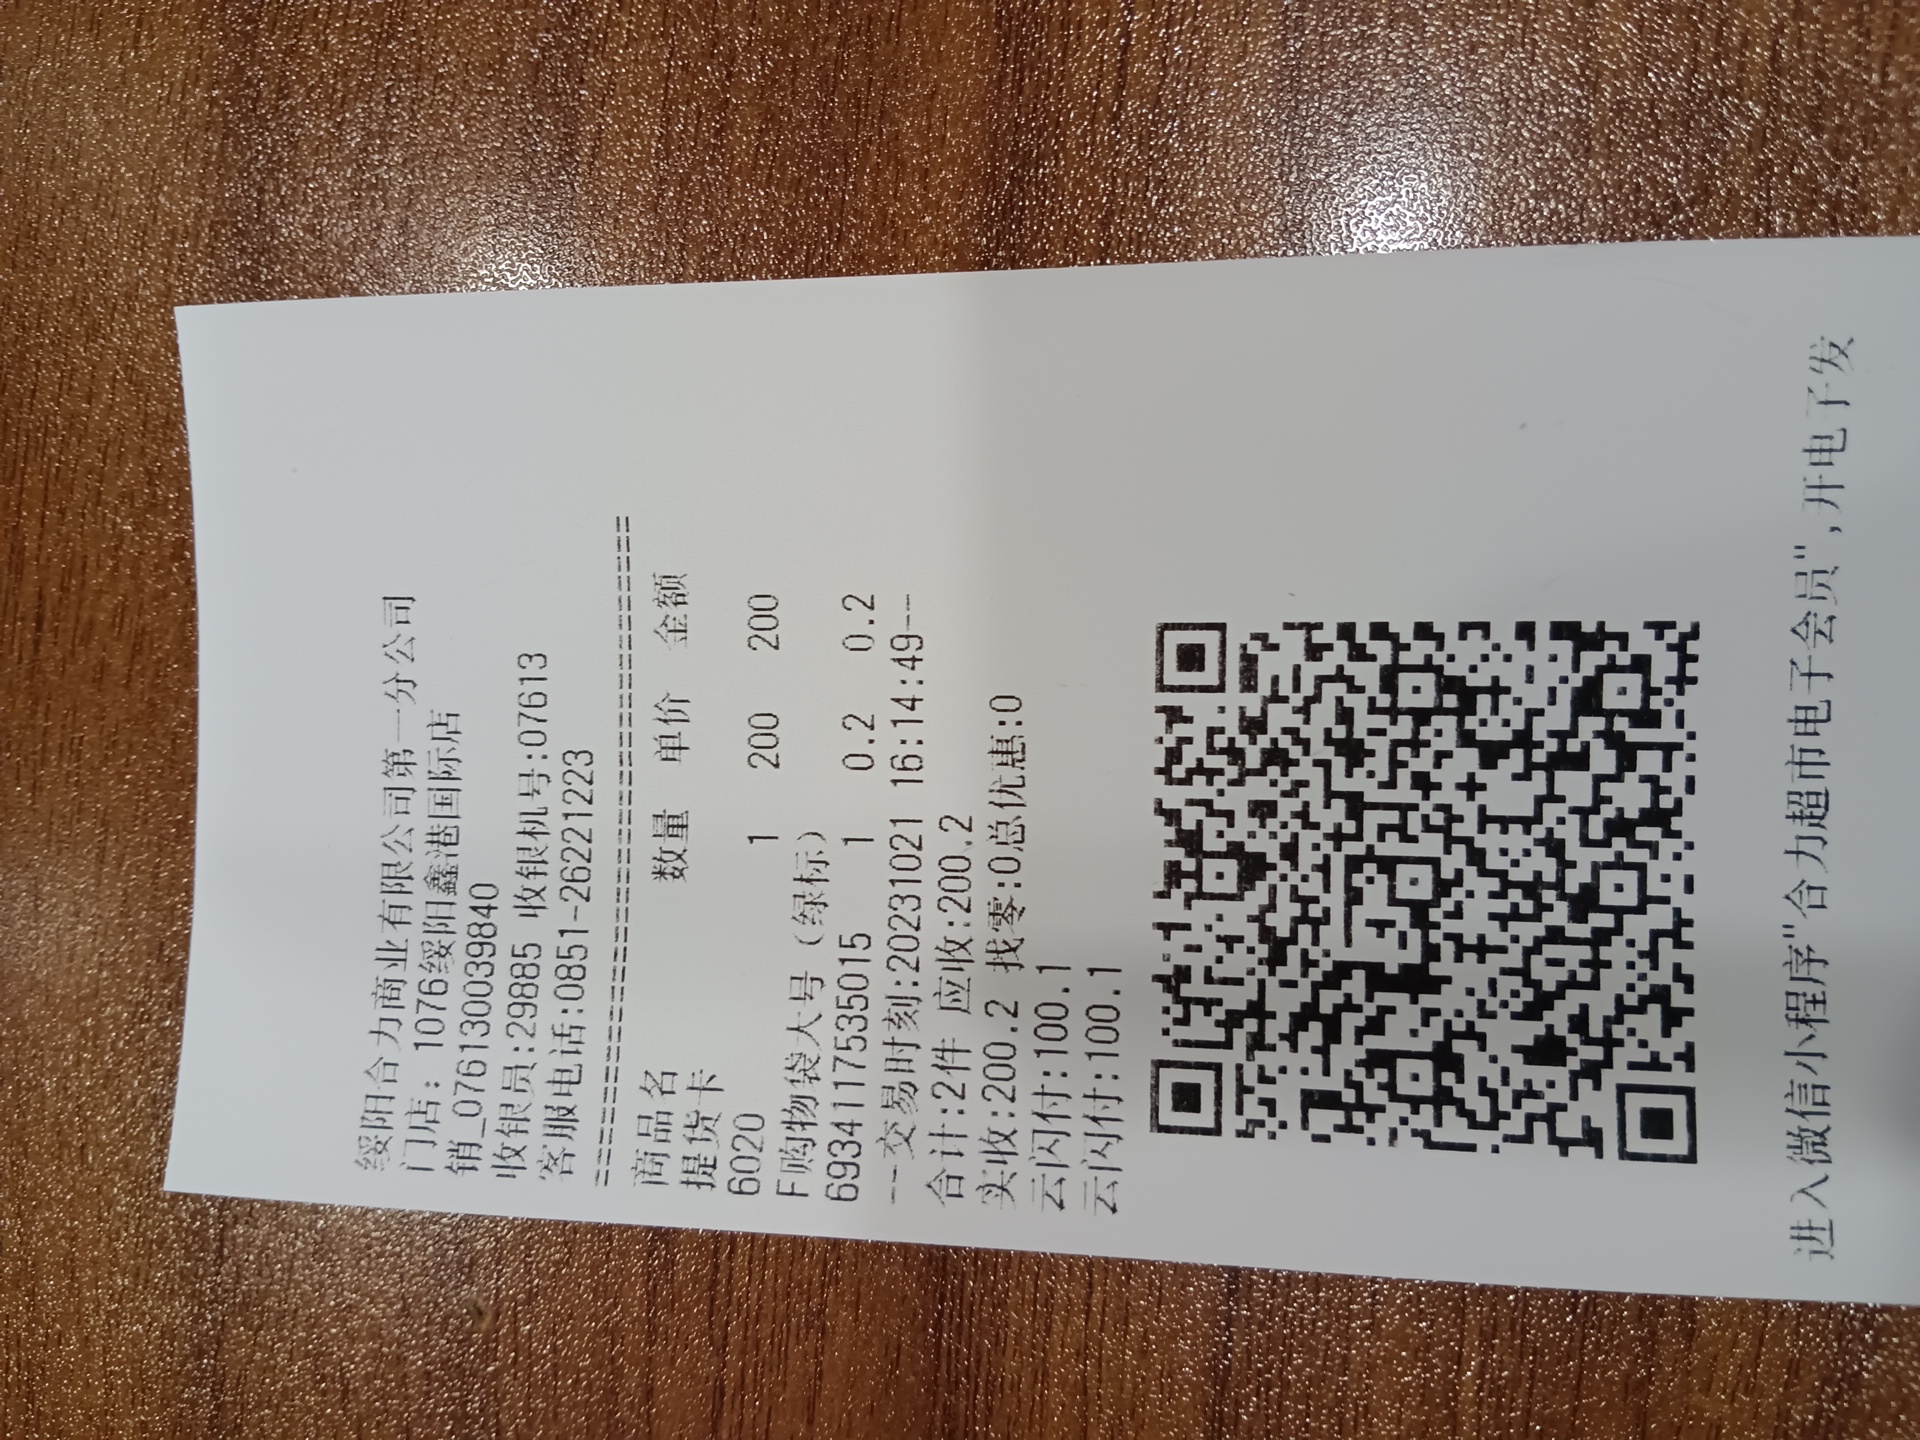 绥阳合力商业有限公司第一分公司
门店: 1076绥阳鑫港国际店
销_0761300039840
收银员:29885 收银机号:07613
客服电话:0851-26221223
==========================================
商品名 数量 单价 金额
提货卡
6020 1 200 200
F购物袋大号（绿标）
6934117535015 1 0.2 0.2
--交易时刻:20231021 16:14:49--
合计:2件 应收:200.2
实收:200.2 找零:0总优惠:0
云闪付:100.1
云闪付:100.1
进入微信小程序"合力超市电子会员",开电子发